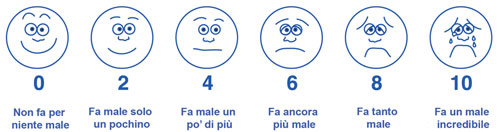 0 2 4 6 8 10
Non fa per niente male
Fa male solo un pochino
Fa male un po' di più
Fa ancora più male
Fa tanto male
Fa un male incredibile